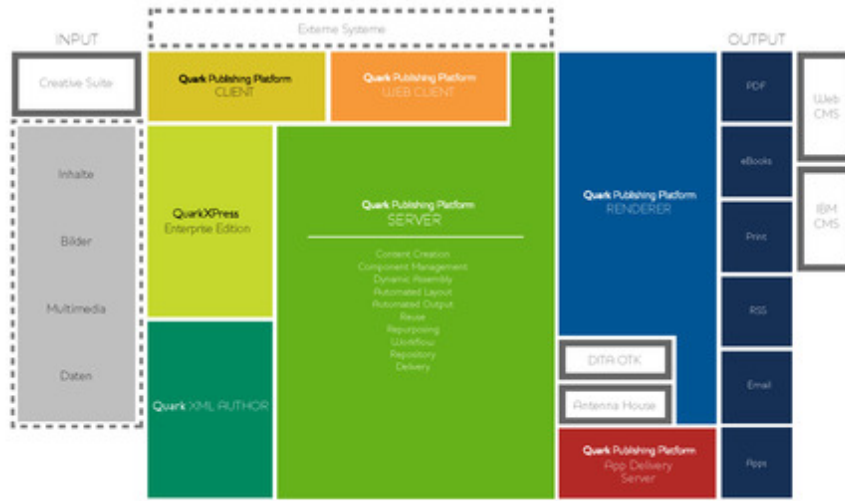 INPUT
Externe Systeme
OUTPUT
Creative Suite
Quark Publishing Platform
CLIENT
Quark Publishing Platform
WEB CLIENT
PDF
Web
CMS
Inhalte
Bilder
Multimedia
Daten
QuarkXPress
Enterprise Edition
Quark Publishing Platform
SERVER
Content Creation
Component Management
Dynamic Assembly
Automated Layout
Automated Output
Reuse
Repurposing
Workflow
Repository
Delivery
Quark Publishing Platform
RENDERER
eBooks
IBM
CMS
Print
RSS
DITA OTK
Email
Antenna House
Quark XML AUTHOR
Quark Publishing Platform
App Delivery
Server
Apps